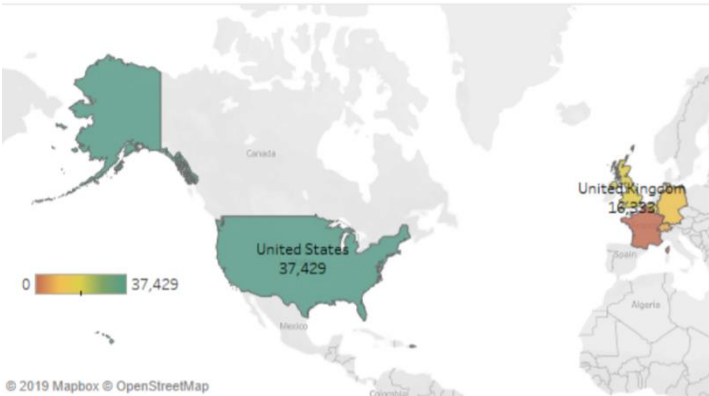 Canada
United Kingdom
16,333
United States
37,429
Spain
0
37,429
Algeria
Mexico
© 2019 Mapbox © OpenStreetMap